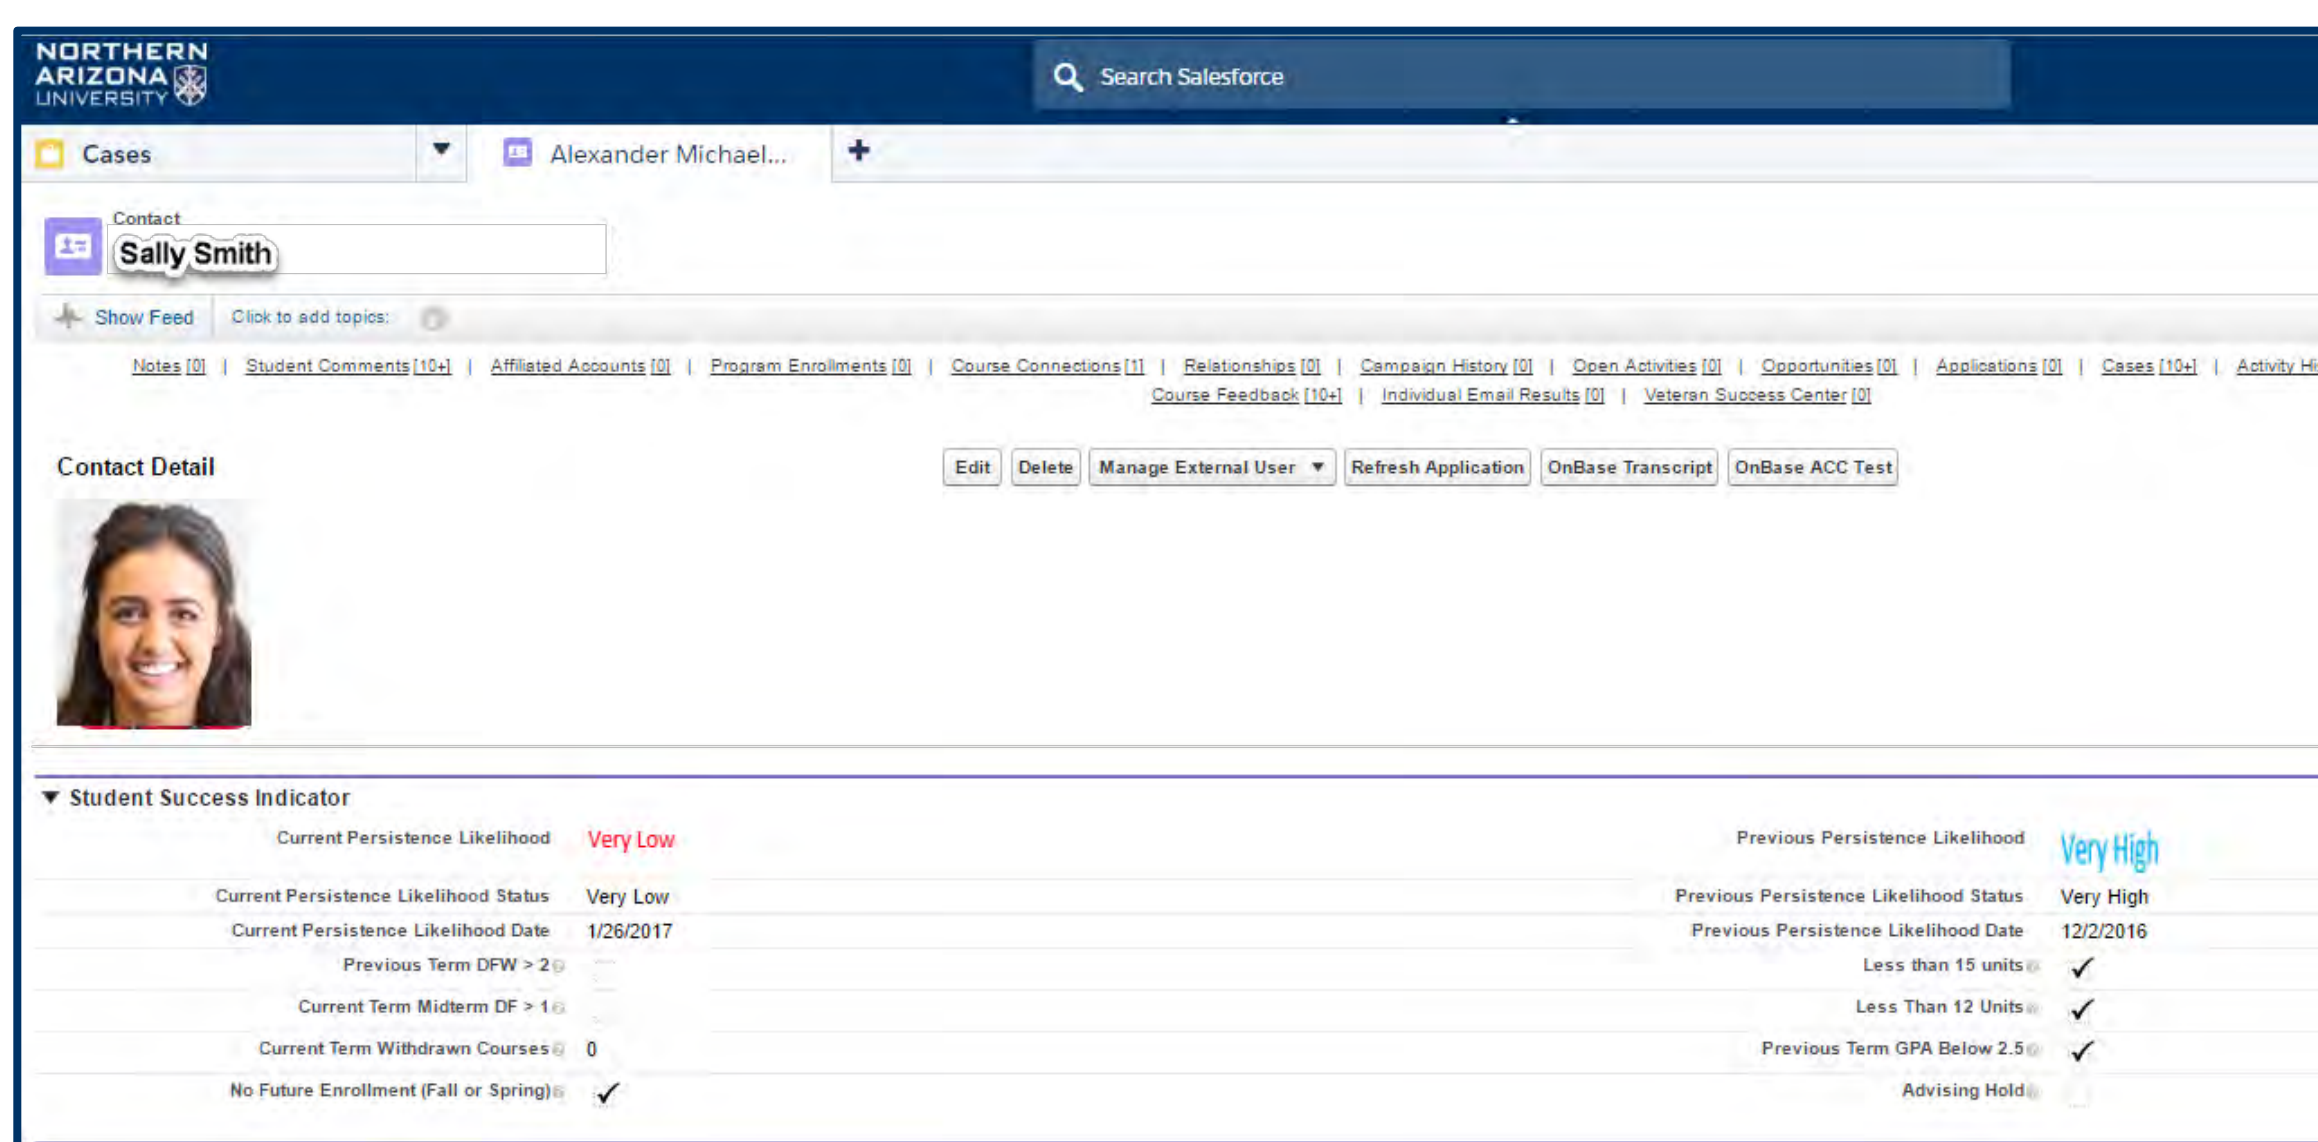 NORTHERN
ARIZONA
UNIVERSITY
Search Salesforce
Cases
Alexander Michael...
Contact
Sally Smith
Show Feed Click to add topics:
Notes [0] | Student Comments [10+] | Affiliated Accounts [0] | Program Enrollments [0] | Course Connections [1] | Relationships [0] | Campaign History [0] | Open Activities [0] | Opportunities [0] | Applications [0] | Cases [10+] | Activity Hi
Course Feedback [10+] | Individual Email Results [0] | Veteran Success Center [0]
Contact Detail
Edit Delete Manage External User Refresh Application OnBase Transcript OnBase ACC Test
Student Success Indicator
Current Persistence Likelihood Very Low Previous Persistence Likelihood Very High
Current Persistence Likelihood Status Very Low Previous Persistence Likelihood Status Very High
Current Persistence Likelihood Date 1/26/2017 Previous Persistence Likelihood Date 12/2/2016
Previous Term DFW > 2 Less than 15 units ✓
Current Term Midterm DF > 1 Less Than 12 Units ✓
Current Term Withdrawn Courses 0 Previous Term GPA Below 2.5 ✓
No Future Enrollment (Fall or Spring) ✓ Advising Hold